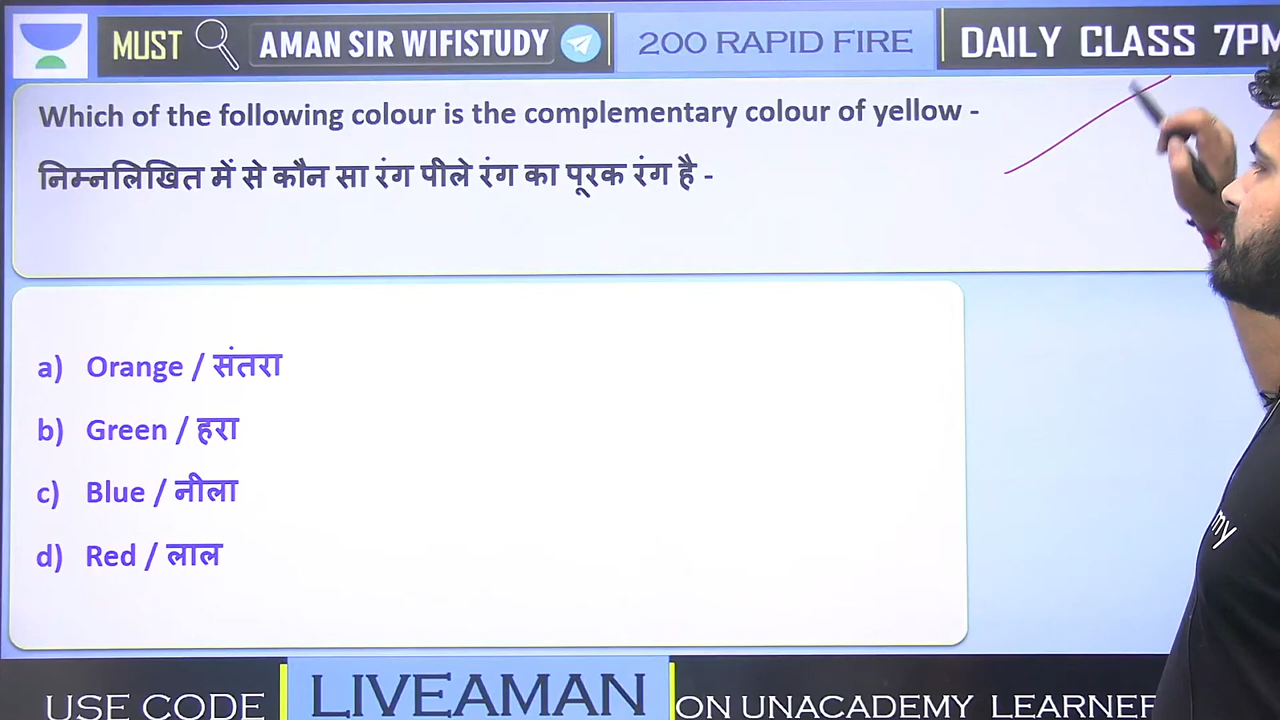 MUST AMAN SIR WIFISTUDY 200 RAPID FIRE DAILY CLASS 7PM
Which of the following colour is the complementary colour of yellow -
निम्नलिखित में से कौन सा रंग पीले रंग का पूरक रंग है -
a) Orange / संतरा
b) Green / हरा
c) Blue / नीला
d) Red / लाल
my
USE CODE LIVEAMAN ON UNACADEMY LEARNER